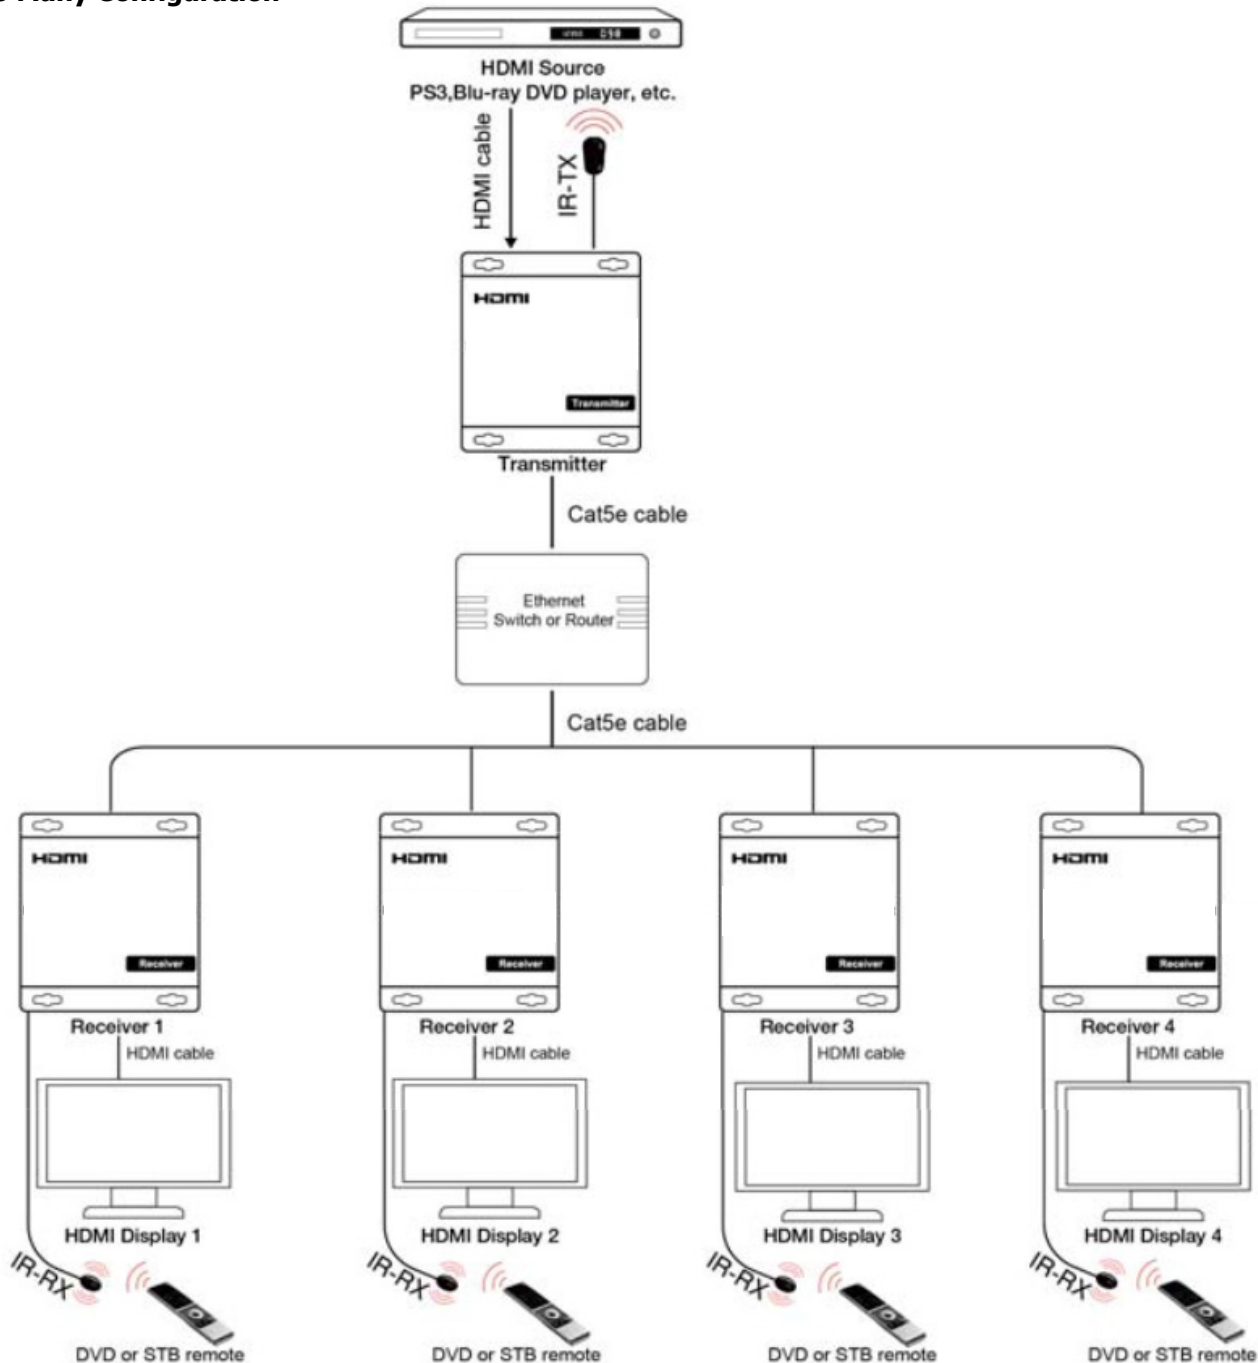 Many Configuration
HDMI Source
PS3,Blu-ray DVD player, etc.
HDMI cable
IR-TX
HDMI
Transmitter
Transmitter
Cat5e cable
Ethernet
Switch or Router
Cat5e cable
HDMI HDMI HDMI HDMI
Receiver Receiver Receiver Receiver
Receiver 1 Receiver 2 Receiver 3 Receiver 4
HDMI cable HDMI cable HDMI cable HDMI cable
HDMI Display 1 HDMI Display 2 HDMI Display 3 HDMI Display 4
IR-RX IR-RX IR-RX IR-RX
DVD or STB remote DVD or STB remote DVD or STB remote DVD or STB remote